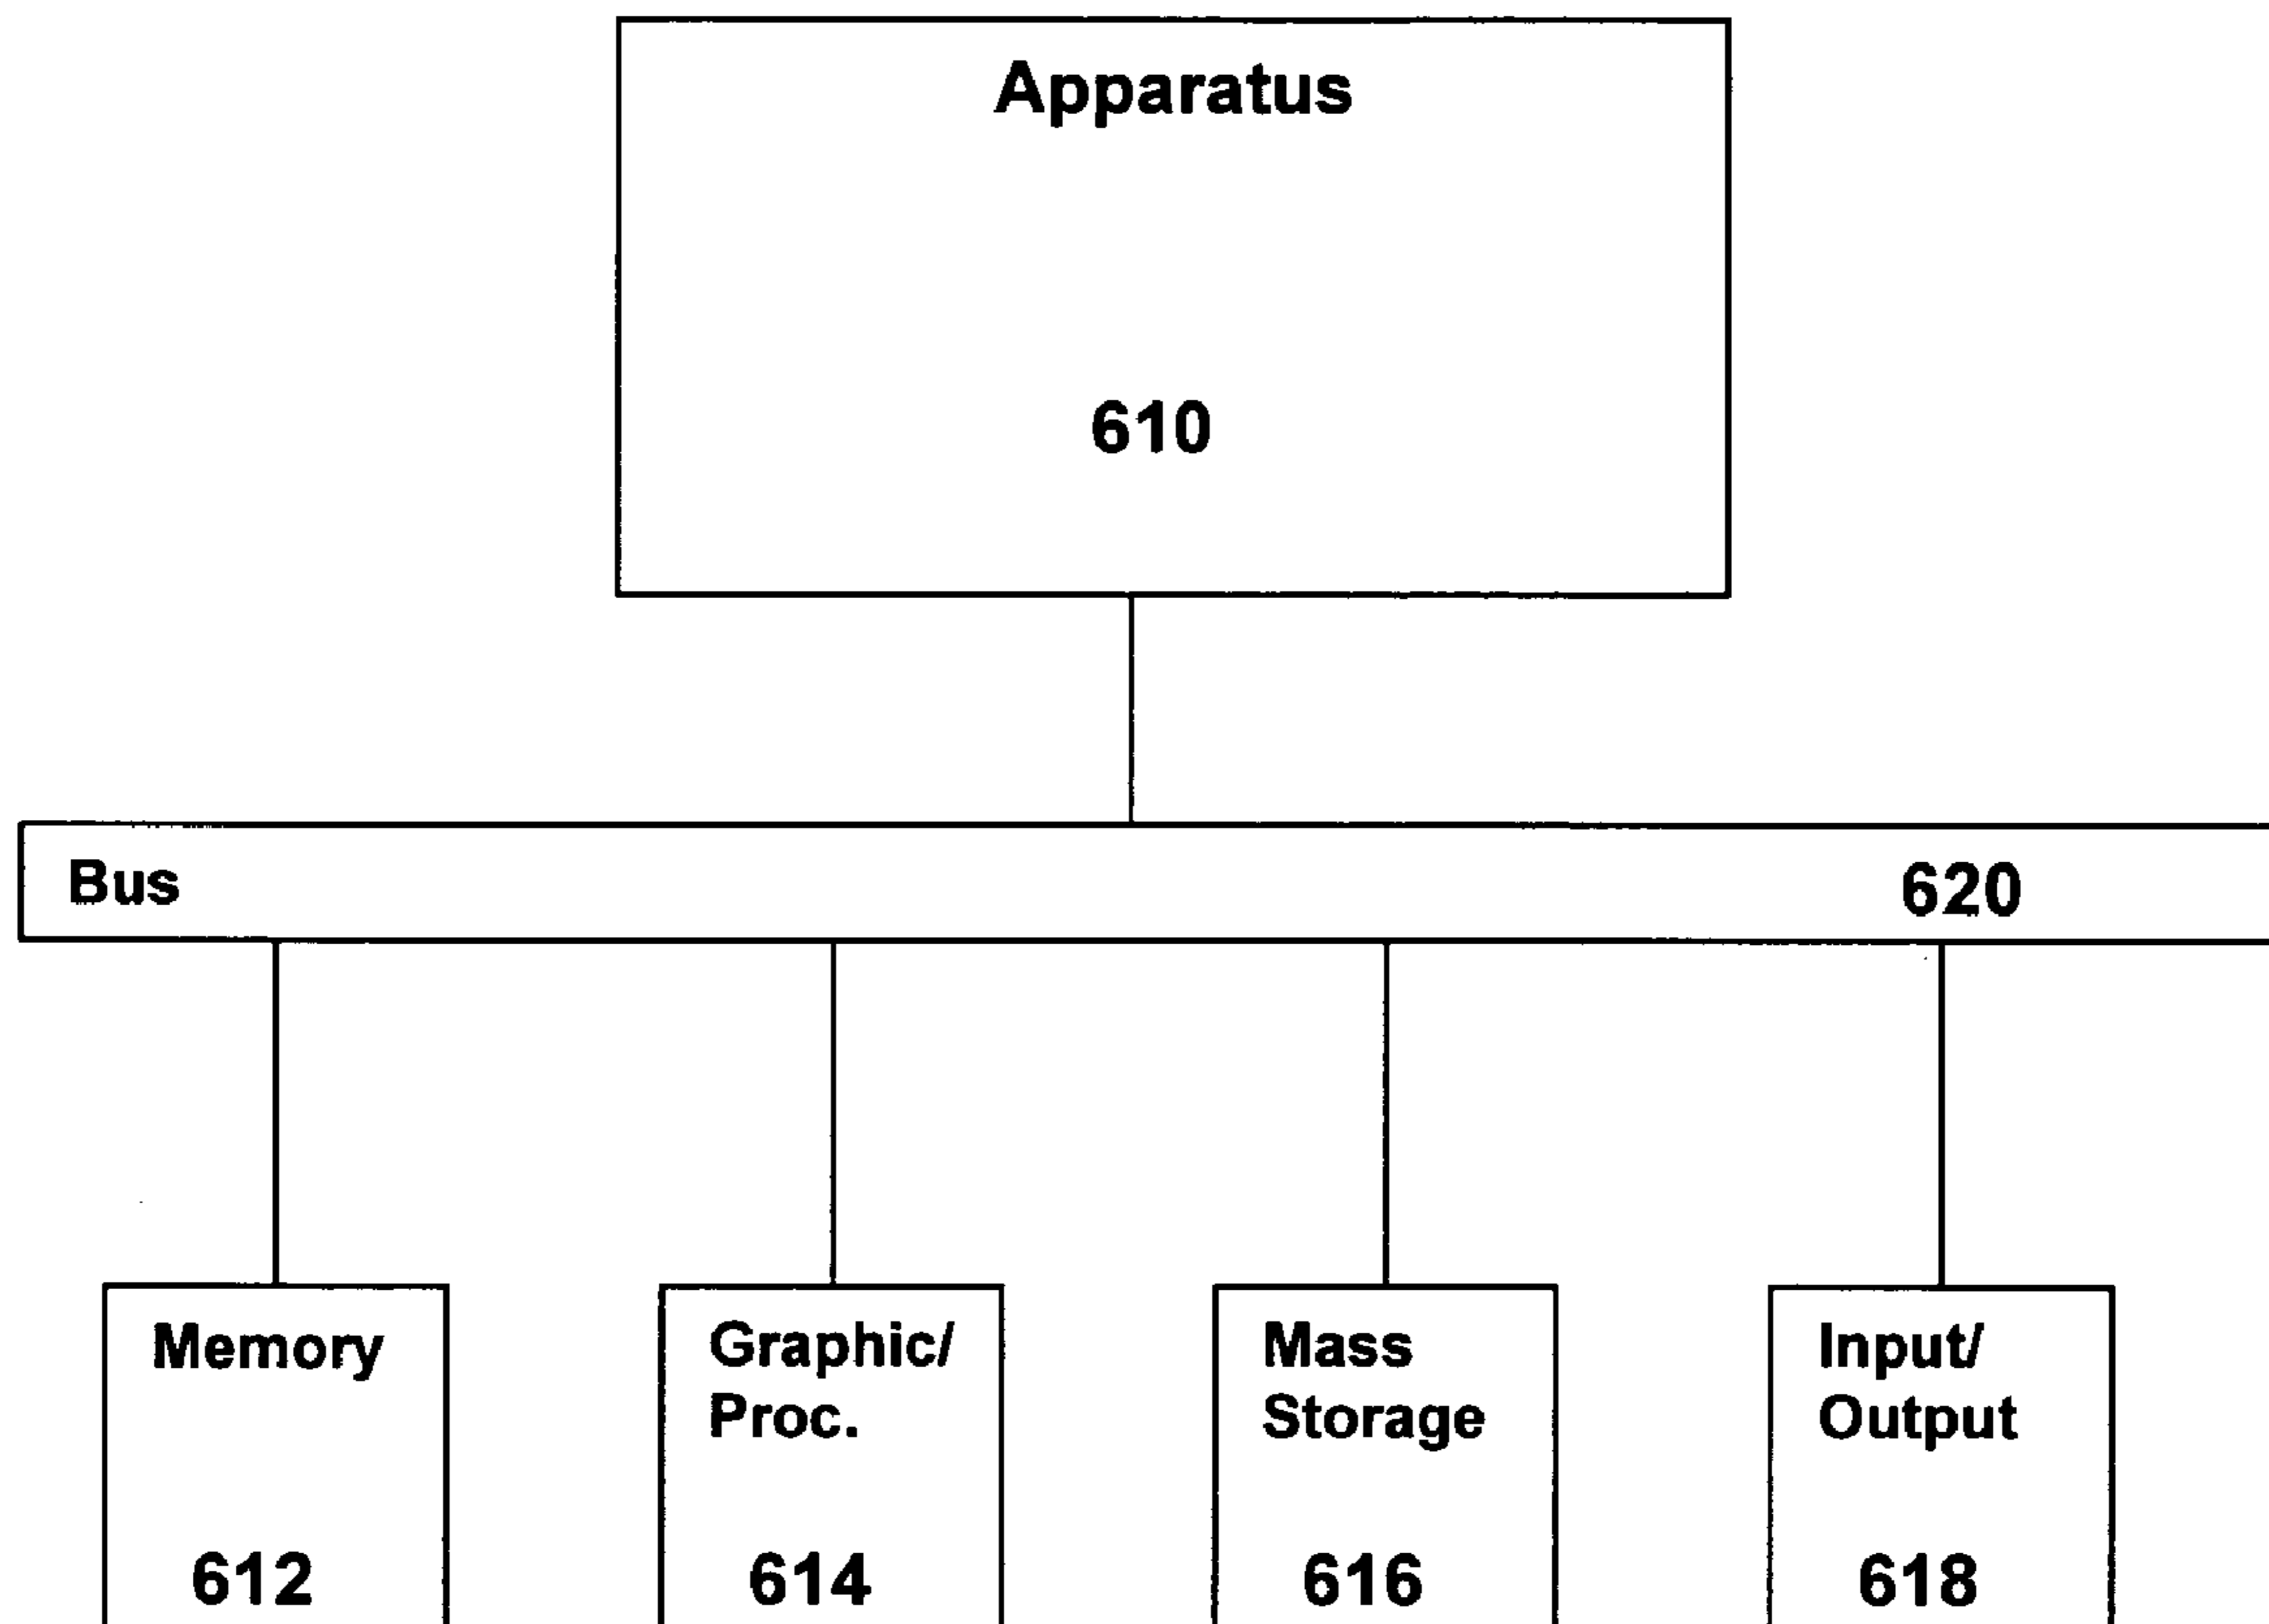 Apparatus
610
Bus 620
Memory
612
Graphic/
Proc.
614
Mass
Storage
616
Input/
Output
618